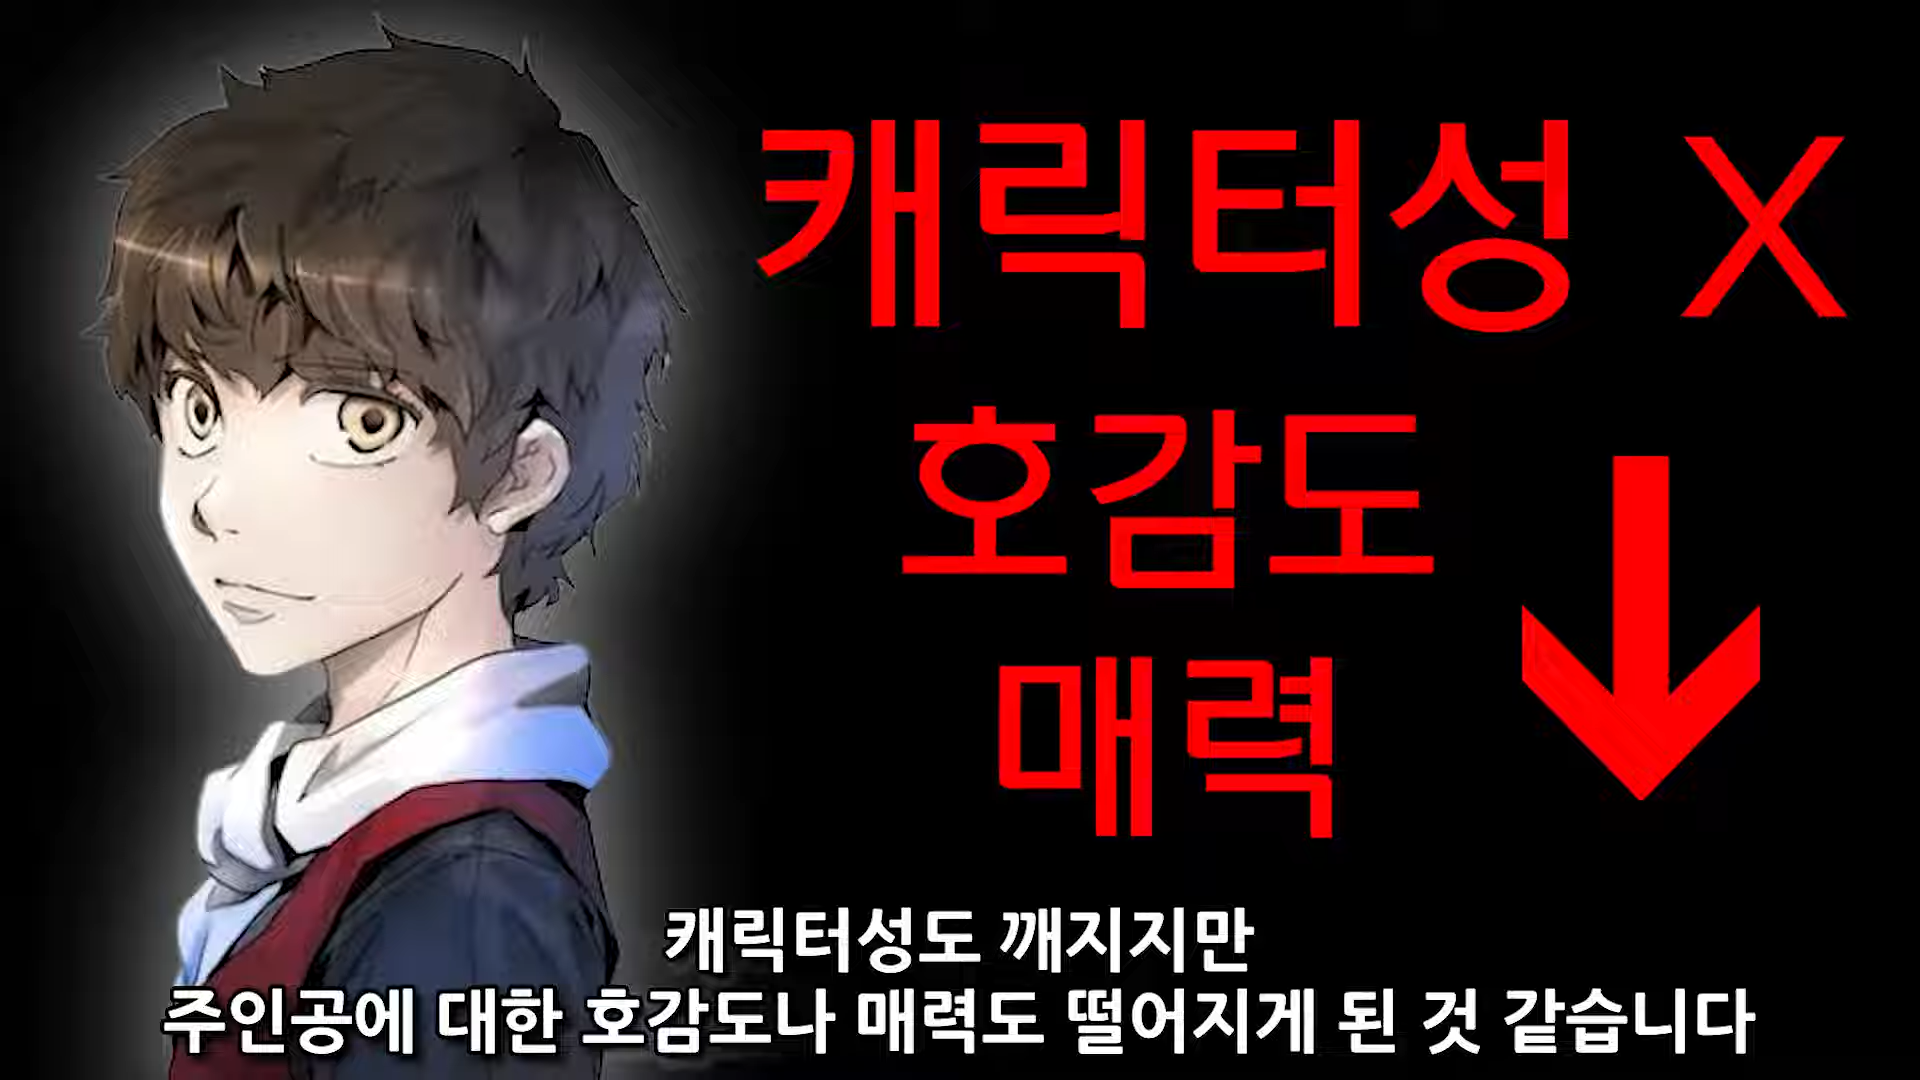 캐릭터성 X
호감도
매력
캐릭터성도 깨지지만
주인공에 대한 호감도나 매력도 떨어지게 된 것 같습니다